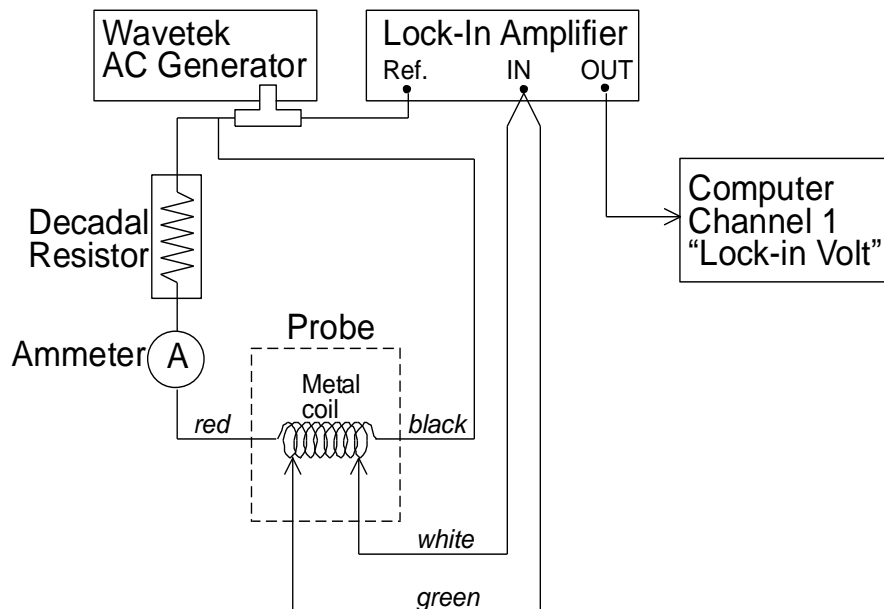 Wavetek
AC Generator
Lock-In Amplifier
Ref.
IN
OUT
Computer
Channel 1
“Lock-in Volt”
Decadal
Resistor
Probe
Ammeter
A
Metal
coil
red
black
white
green